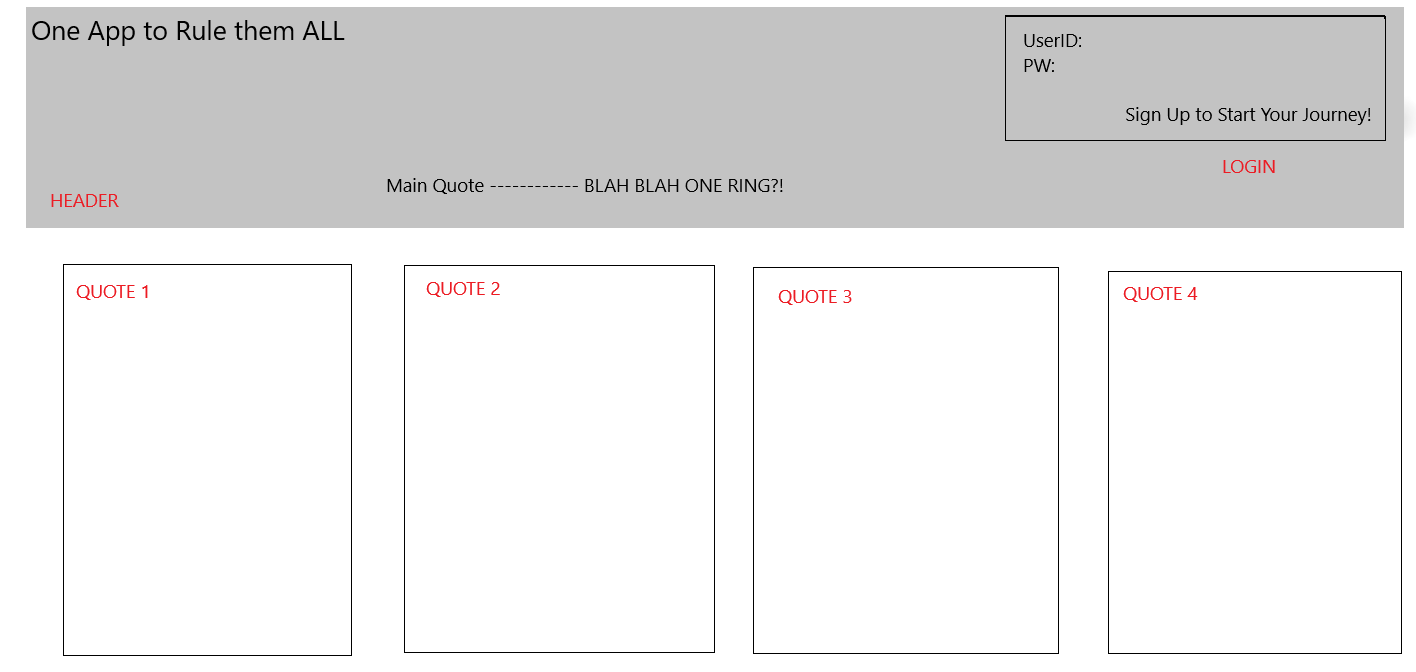 One App to Rule them ALL
UserID:
PW:
Sign Up to Start Your Journey!
LOGIN
Main Quote ------------ BLAH BLAH ONE RING?!
HEADER
QUOTE 1
QUOTE 2
QUOTE 3
QUOTE 4